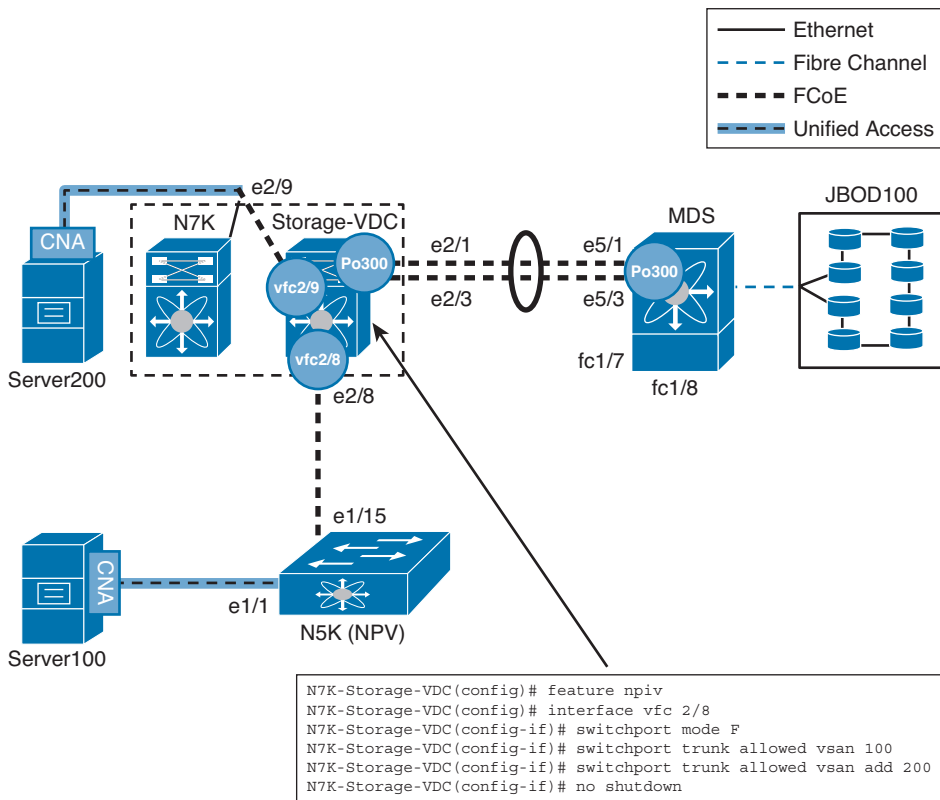 Ethernet
Fibre Channel
FCoE
Unified Access
e2/9
N7K
Storage-VDC
MDS
JBOD100
CNA
Po300
e2/1
e5/1
Po300
vfc2/9
e2/3
e5/3
vfc2/8
fc1/7
Server200
e2/8
fc1/8
e1/15
CNA
e1/1
N5K (NPV)
Server100
N7K-Storage-VDC(config)# feature npiv
N7K-Storage-VDC(config)# interface vfc 2/8
N7K-Storage-VDC(config-if)# switchport mode F
N7K-Storage-VDC(config-if)# switchport trunk allowed vsan 100
N7K-Storage-VDC(config-if)# switchport trunk allowed vsan add 200
N7K-Storage-VDC(config-if)# no shutdown